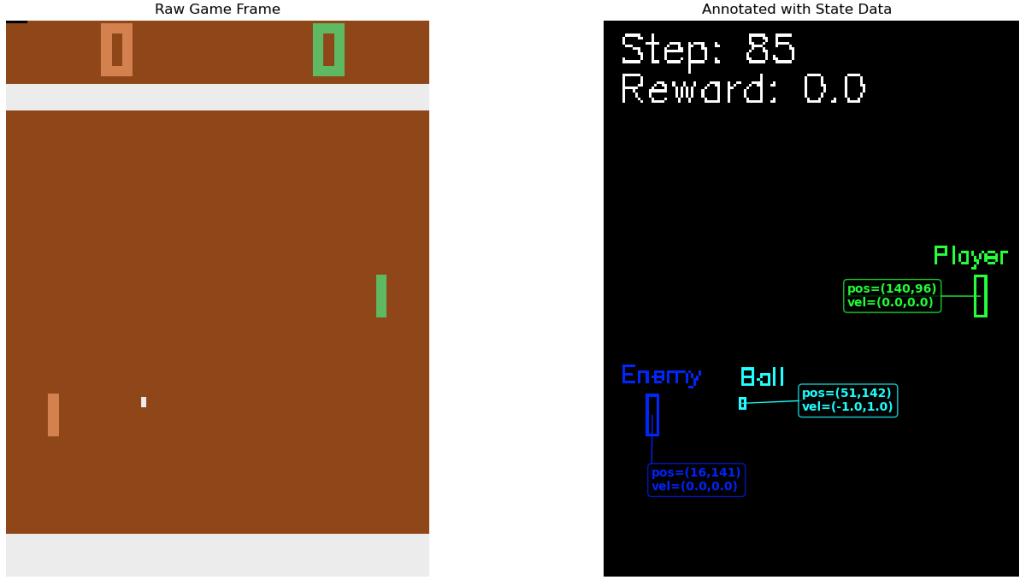 Raw Game Frame
0 0
Annotated with State Data
Step: 85
Reward: 0.0
Player
pos=(140,96)
vel=(0.0,0.0)
Enemy
Ball
pos=(51,142)
vel=(-1.0,1.0)
pos=(16,141)
vel=(0.0,0.0)